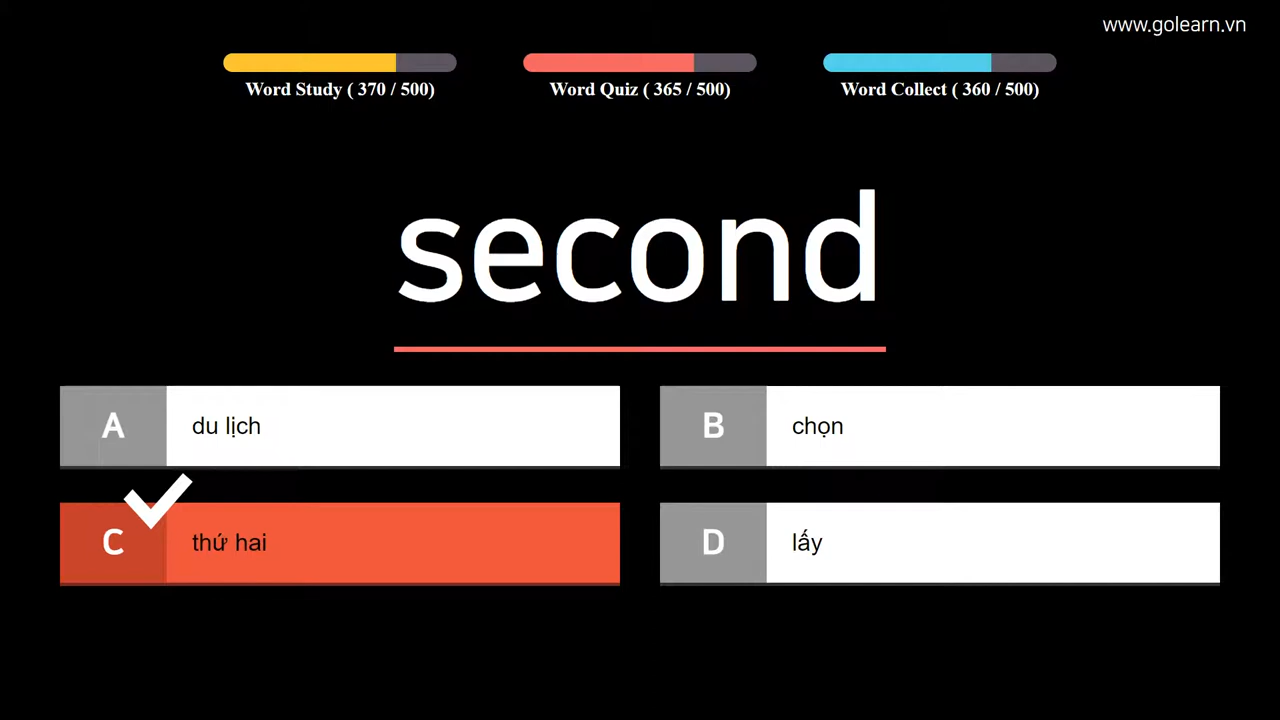 www.golearn.vn
Word Study ( 370 / 500)
Word Quiz ( 365 / 500)
Word Collect ( 360 / 500)
second
A du lịch
B chọn
C thứ hai
D lấy